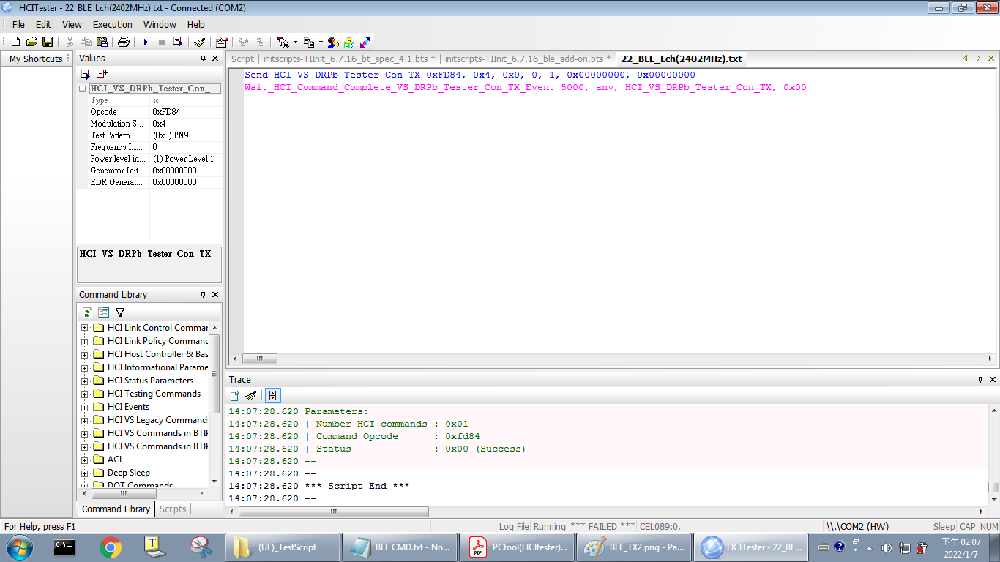 HCITester - 22_BLE_Lch(2402MHz).txt - Connected (COM2)
File Edit View Execution Window Help
My Shortcuts
Values
HCI_VS_DRPb_Tester_Con_...
Type sc
Opcode 0xFD84
Modulation S... 0x4
Test Pattern (0x0) PN9
Frequency In... 0
Power level in... (1) Power Level 1
Generator Init... 0x00000000
EDR Generat... 0x00000000
HCI_VS_DRPb_Tester_Con_TX
Command Library
HCI Link Control Commar
HCI Link Policy Command
HCI Host Controller & Bas
HCI Informational Parame
HCI Status Parameters
HCI Testing Commands
HCI Events
HCI VS Legacy Command
HCI VS Commands in BTIP
HCI VS Commands in BTIP
ACL
Deep Sleep
DOT Commands
Command Library Scripts
Script initscripts-TIInit_6.7.16_bt_spec_4.1.bts * initscripts-TIInit_6.7.16_ble_add-on.bts * 22_BLE_Lch(2402MHz).txt
Send_HCI_VS_DRPb_Tester_Con_TX 0xFD84, 0x4, 0x0, 0, 1, 0x00000000, 0x00000000
Wait_HCI_Command_Complete_VS_DRPb_Tester_Con_TX_Event 5000, any, HCI_VS_DRPb_Tester_Con_TX, 0x00
Trace
14:07:28.620 Parameters:
14:07:28.620 | Number HCI commands : 0x01
14:07:28.620 | Command Opcode : 0xfd84
14:07:28.620 | Status : 0x00 (Success)
14:07:28.620 --
14:07:28.620 --
14:07:28.620 *** Script End ***
14:07:28.620 --
For Help, press F1 Log File Running *** FAILED *** CEL089:0, \\.\COM2 (HW) Sleep CAP NUM
(UL)_TestScript BLE CMD.txt - No... PCtool(HCItester)... BLE_TX2.png - Pa... HCITester - 22_BL...
下午 02:07
2022/1/7